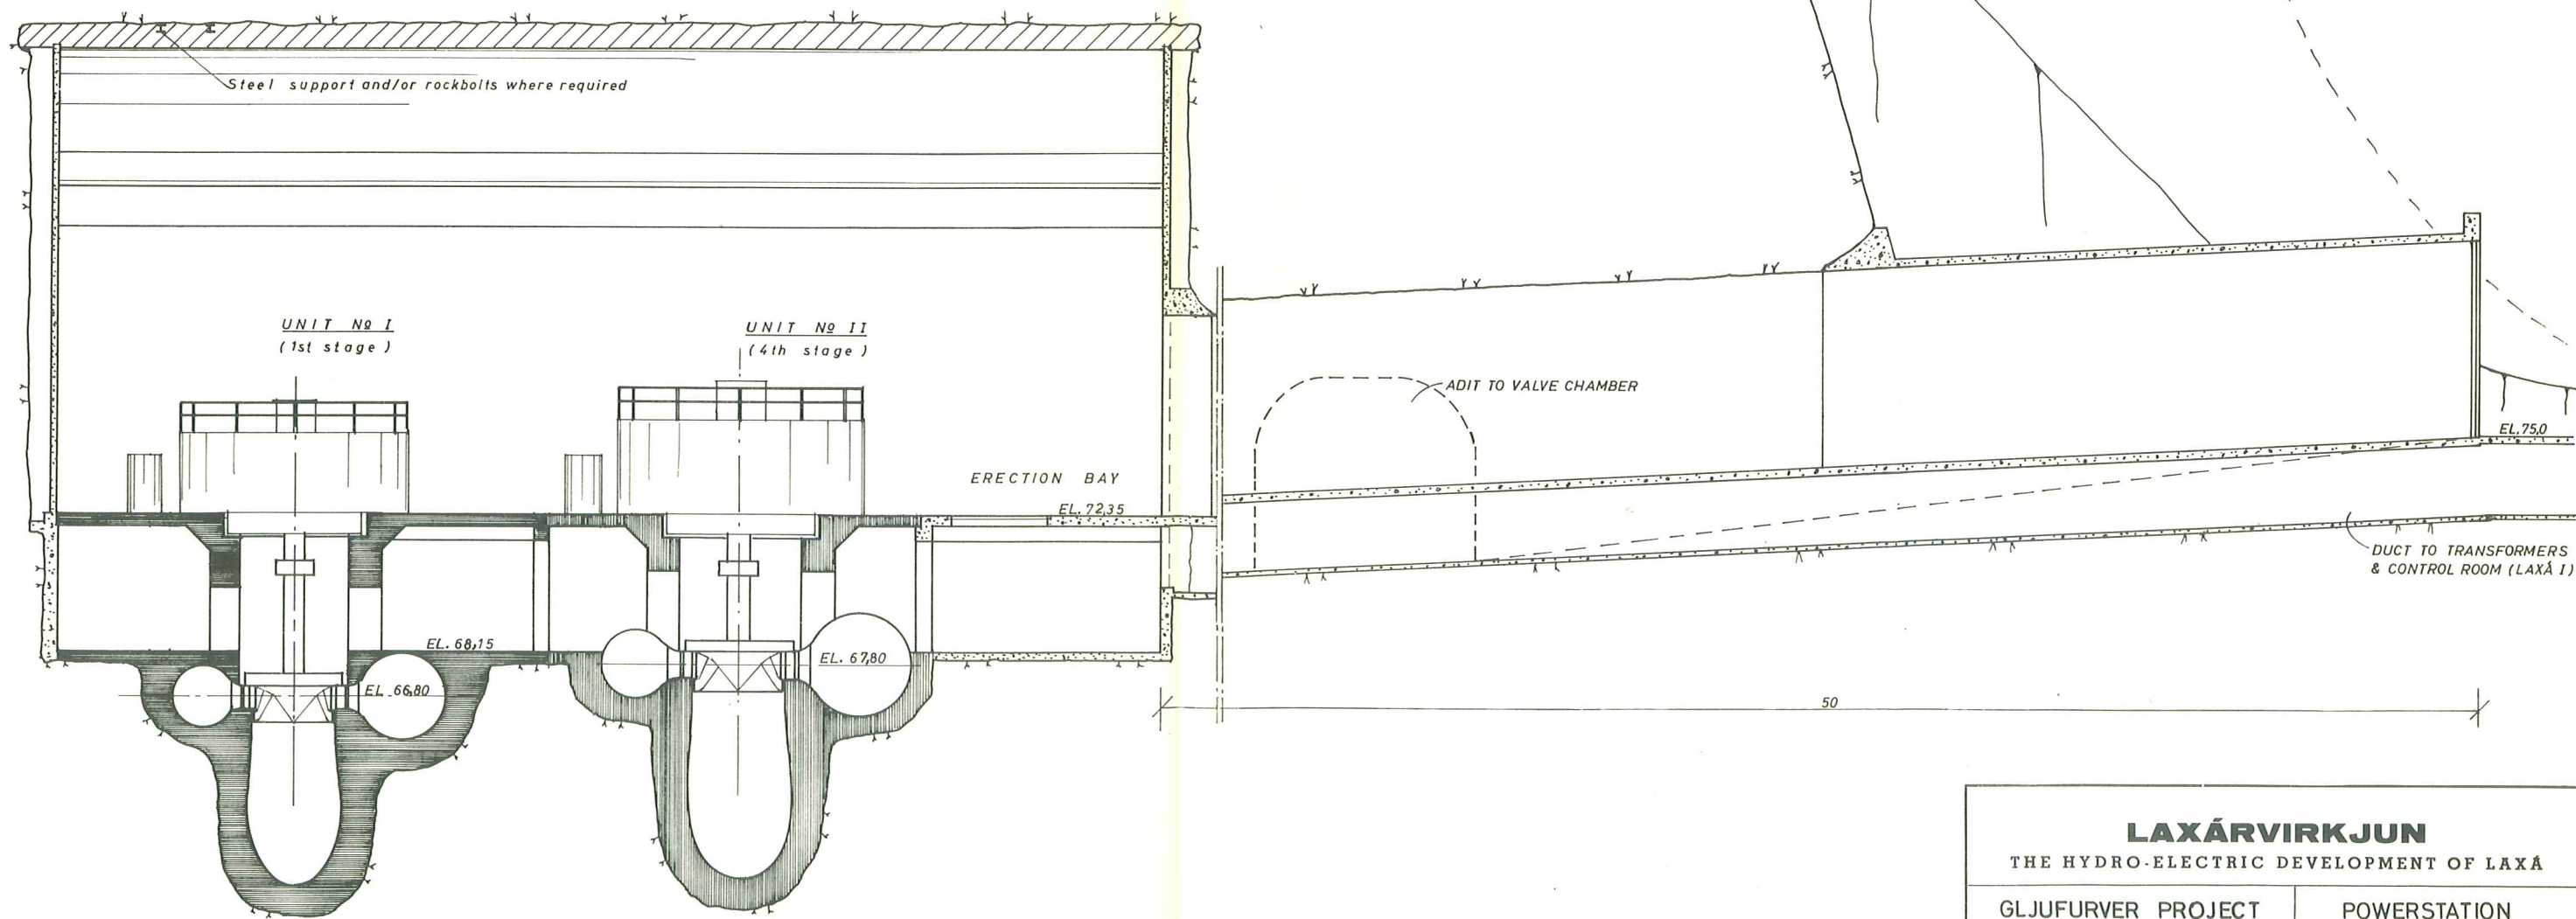 Steel support and/or rockbolts where required
UNIT Nº I
(1st stage)
UNIT Nº II
(4th stage)
ADIT TO VALVE CHAMBER
EL.75,0
ERECTION BAY
EL. 72,35
DUCT TO TRANSFORMERS
& CONTROL ROOM (LAXÁ I)
EL. 68,15
EL. 67,80
EL. 66,80
50
LAXÁRVIRKJUN
THE HYDRO-ELECTRIC DEVELOPMENT OF LAXÁ
GLJUFURVER PROJECT
POWERSTATION